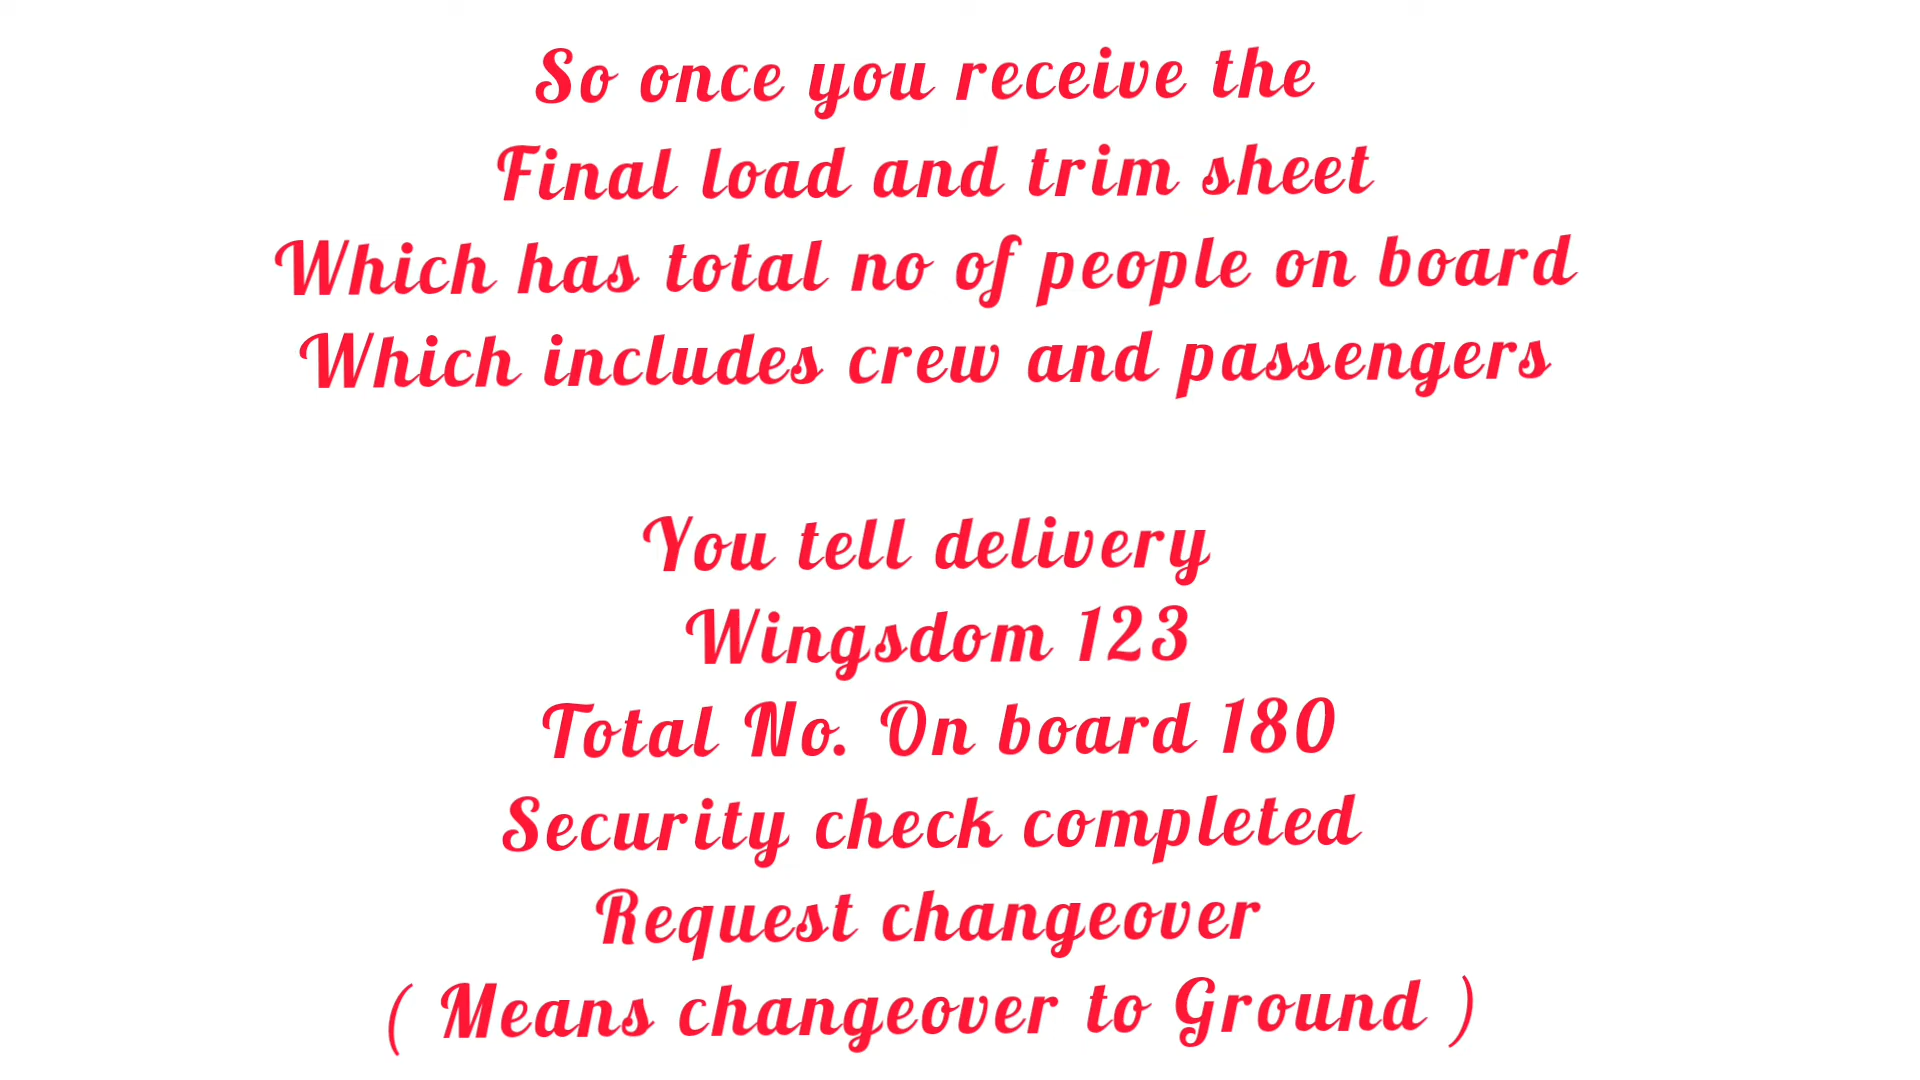 So once you receive the
Final load and trim sheet
Which has total no of people on board
Which includes crew and passengers
You tell delivery
Wingsdom 123
Total No. On board 180
Security check completed
Request changeover
( Means changeover to Ground )